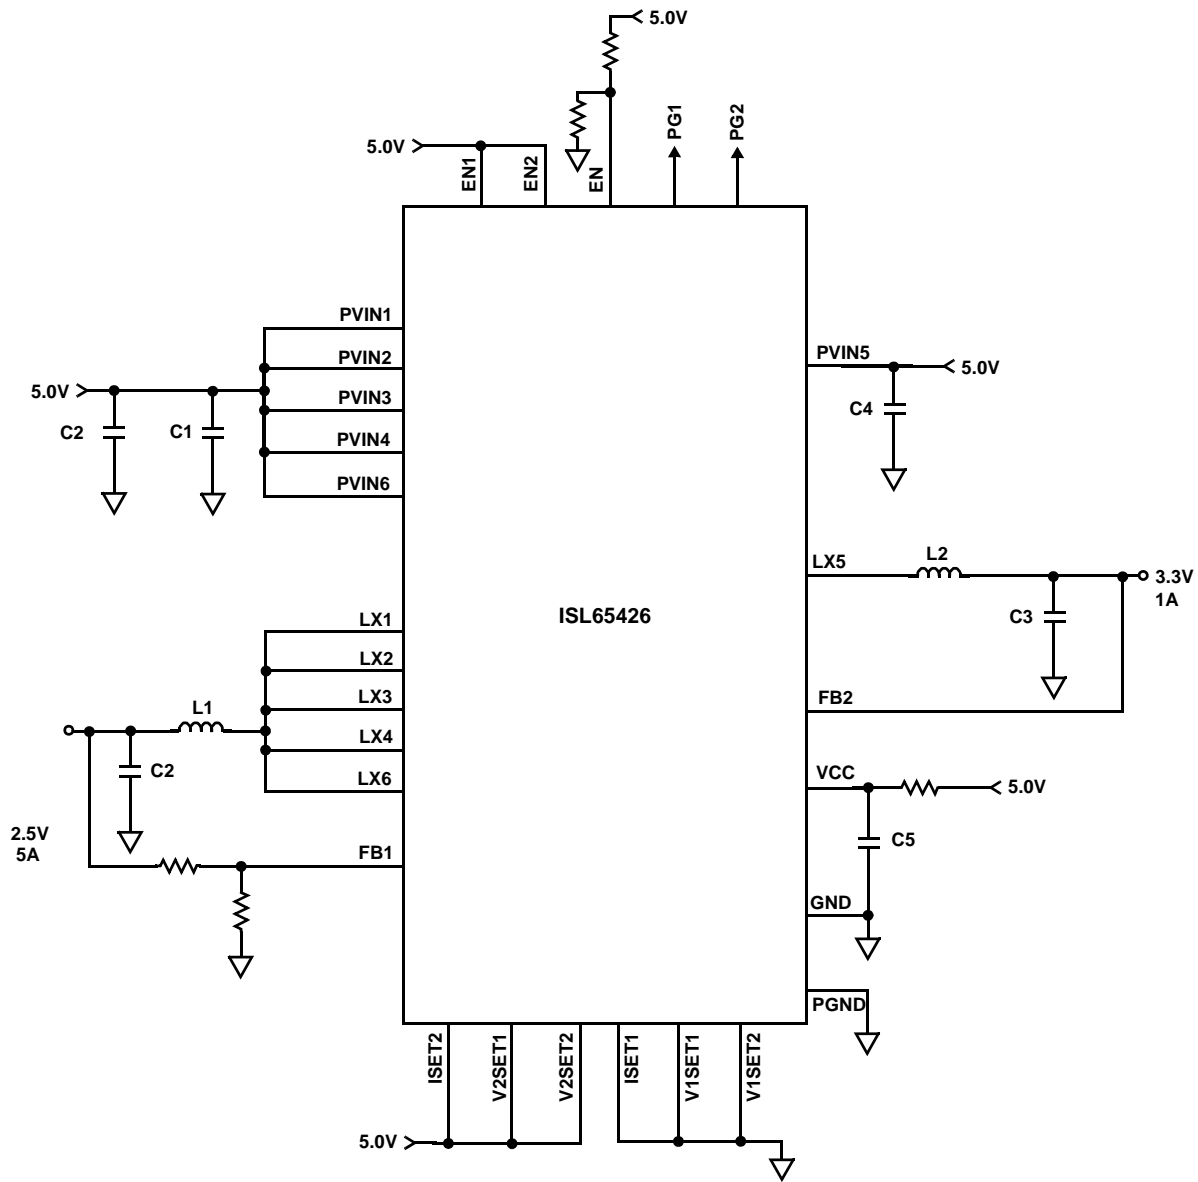 5.0V
PG1
PG2
5.0V
EN1
EN2
EN
PVIN1
PVIN2
PVIN3
PVIN4
PVIN6
5.0V
C2
C1
PVIN5
5.0V
C4
ISL65426
LX5
L2
3.3V
1A
C3
FB2
LX1
LX2
LX3
LX4
LX6
L1
C2
2.5V
5A
FB1
VCC
5.0V
C5
GND
PGND
ISET2
V2SET1
V2SET2
ISET1
V1SET1
V1SET2
5.0V